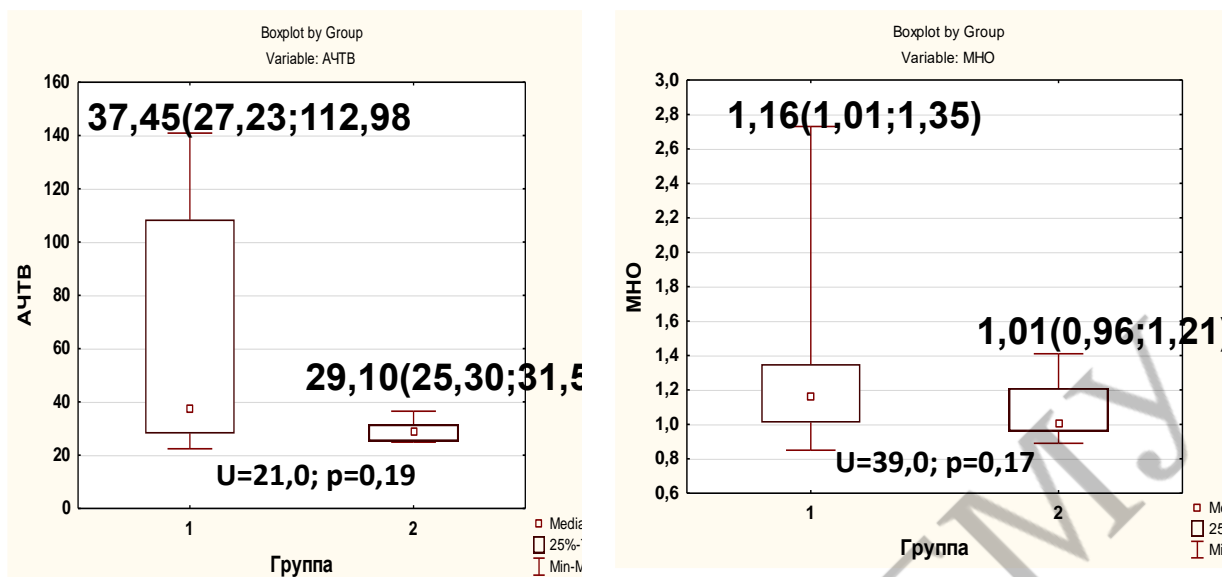 Boxplot by Group
Variable: АЧТВ
160
140
120
100
80
60
40
20
0
АЧТВ
37,45(27,23;112,98
29,10(25,30;31,5
U=21,0; p=0,19
1 2
Группа
Media
25%-
Min-M
Boxplot by Group
Variable: МНО
3,0
2,8
2,6
2,4
2,2
2,0
1,8
1,6
1,4
1,2
1,0
0,8
0,6
МНО
1,16(1,01;1,35)
1,01(0,96;1,21)
U=39,0; p=0,17
1 2
Группа
Me
25
Mi